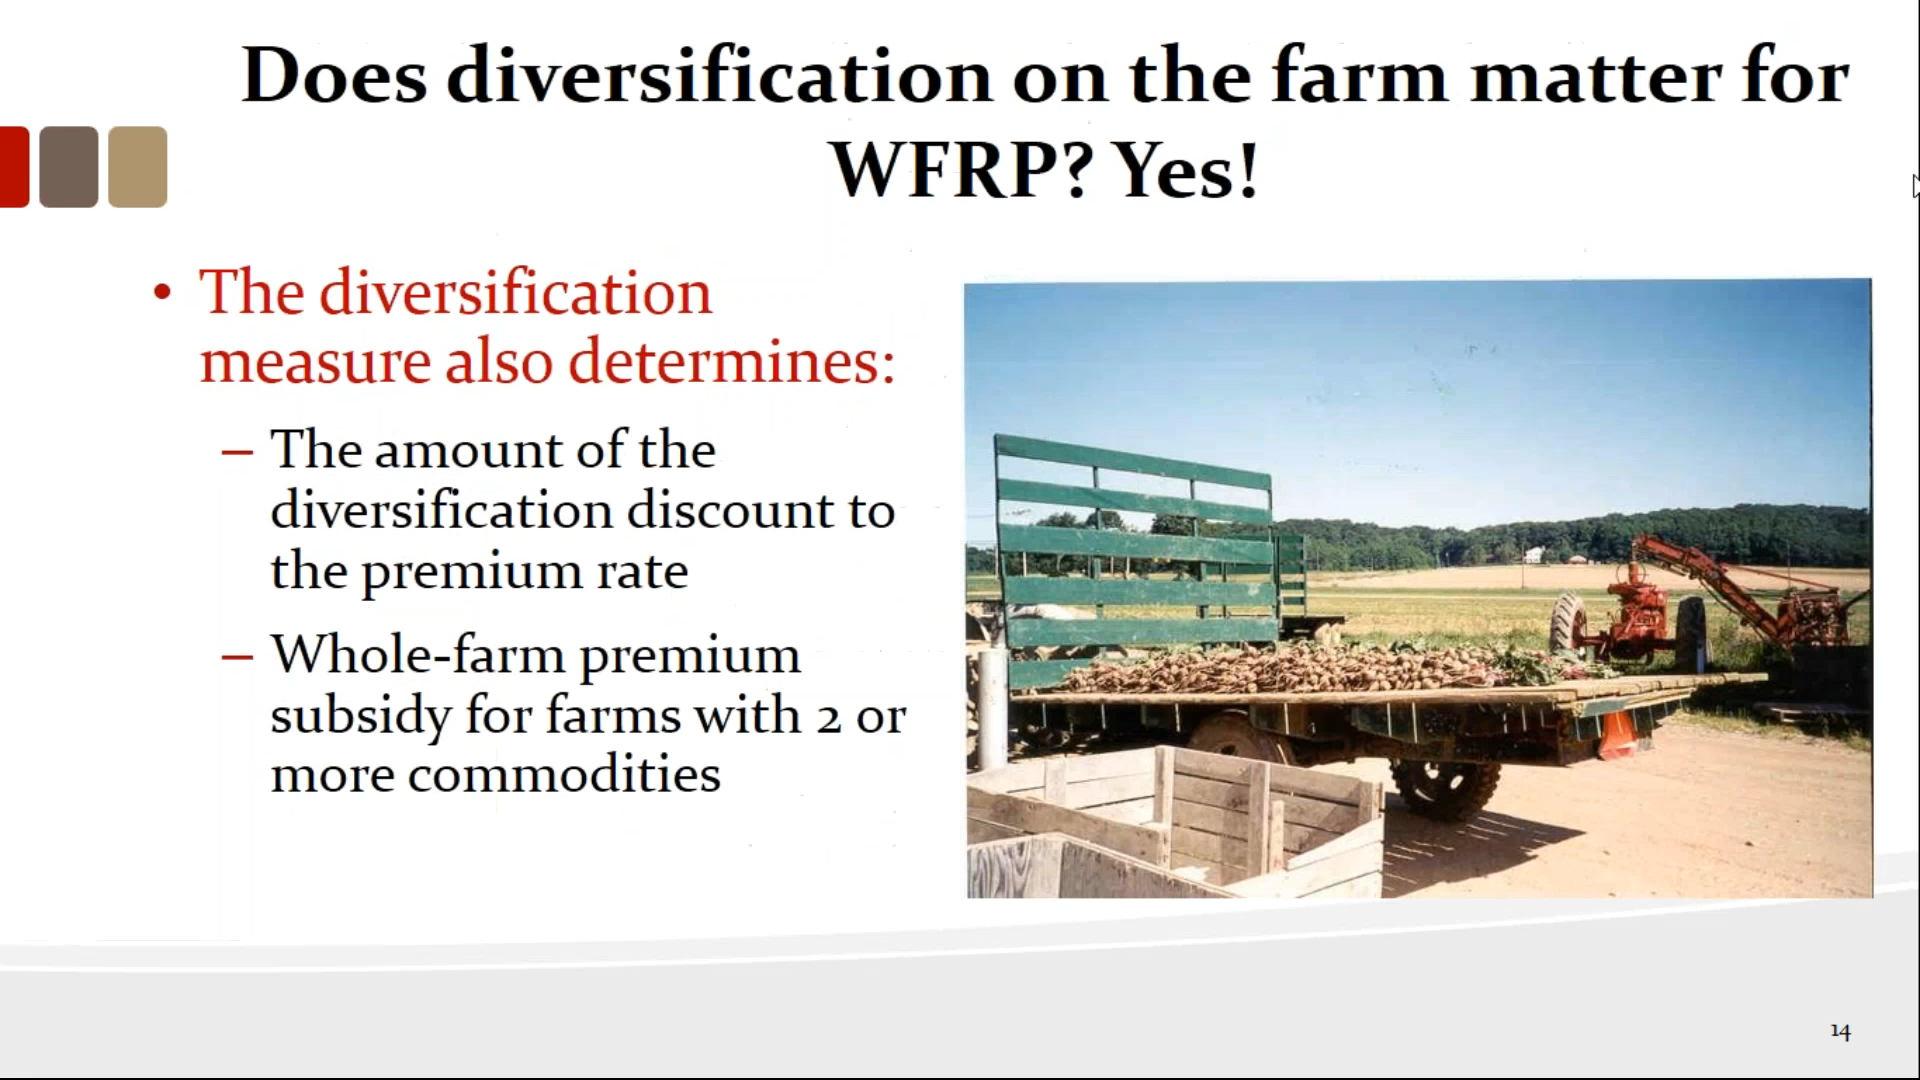 Does diversification on the farm matter for
WFRP? Yes!
• The diversification
measure also determines:
– The amount of the
diversification discount to
the premium rate
– Whole-farm premium
subsidy for farms with 2 or
more commodities
14